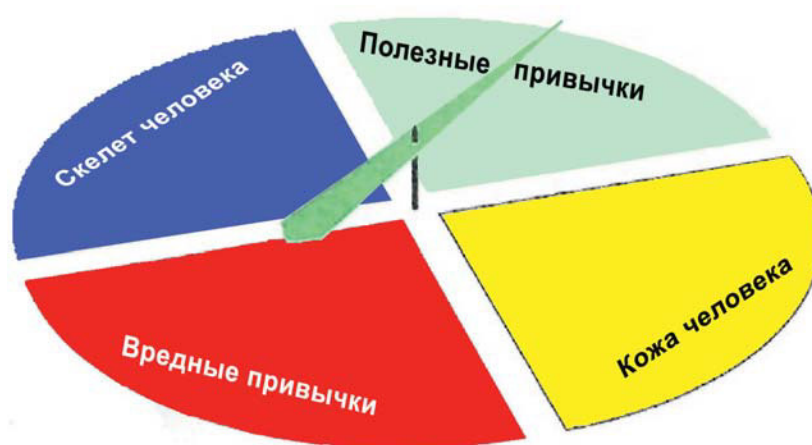 Скелет человека
Полезные привычки
Вредные привычки
Кожа человека